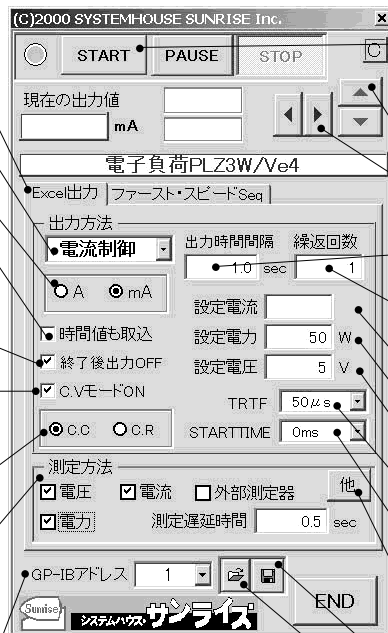 (C)2000 SYSTEMHOUSE SUNRISE Inc. x
START PAUSE STOP C
現在の出力値
mA
電子負荷PLZ3W/Ve4
Excel出力 ファースト・スピードSeq
出力方法
電流制御
出力時間間隔 繰返回数
1.0 sec 1
A mA
設定電流
時間値も取込
設定電力 50 W
終了後出力OFF
設定電圧 5 V
C.VモードON
TRTF 50μs
C.C C.R
STARTTIME 0ms
測定方法
電圧 電流 外部測定器 他
電力 測定遅延時間 0.5 sec
GP-IBアドレス 1
END
Sunrise
システムハウス・サンライズ